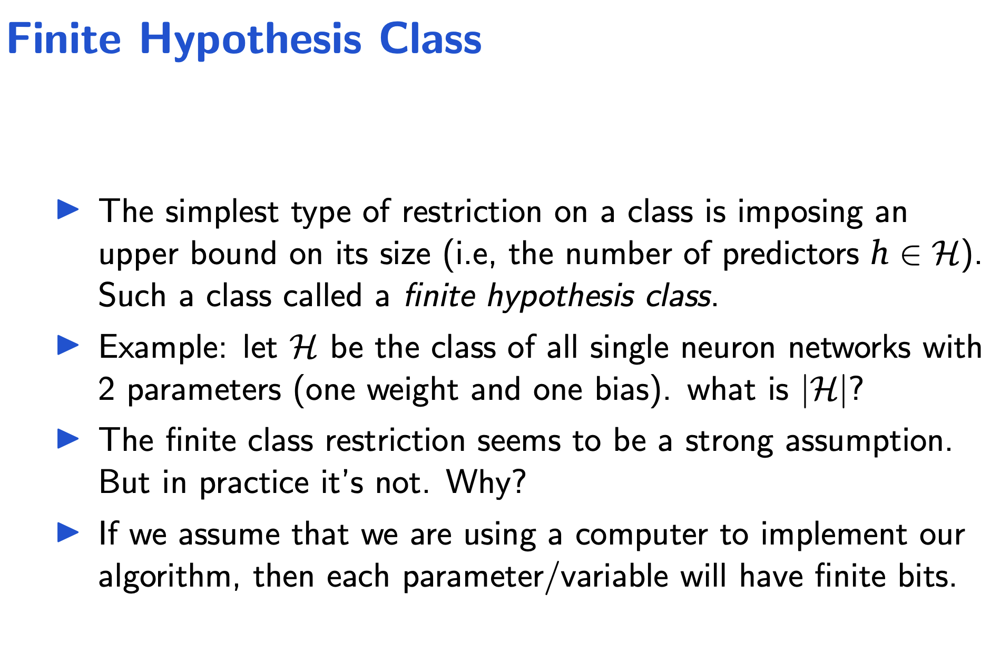 Finite Hypothesis Class
▶ The simplest type of restriction on a class is imposing an
upper bound on its size (i.e, the number of predictors h ∈ ℋ).
Such a class called a finite hypothesis class.
▶ Example: let ℋ be the class of all single neuron networks with
2 parameters (one weight and one bias). what is |ℋ|?
▶ The finite class restriction seems to be a strong assumption.
But in practice it's not. Why?
▶ If we assume that we are using a computer to implement our
algorithm, then each parameter/variable will have finite bits.